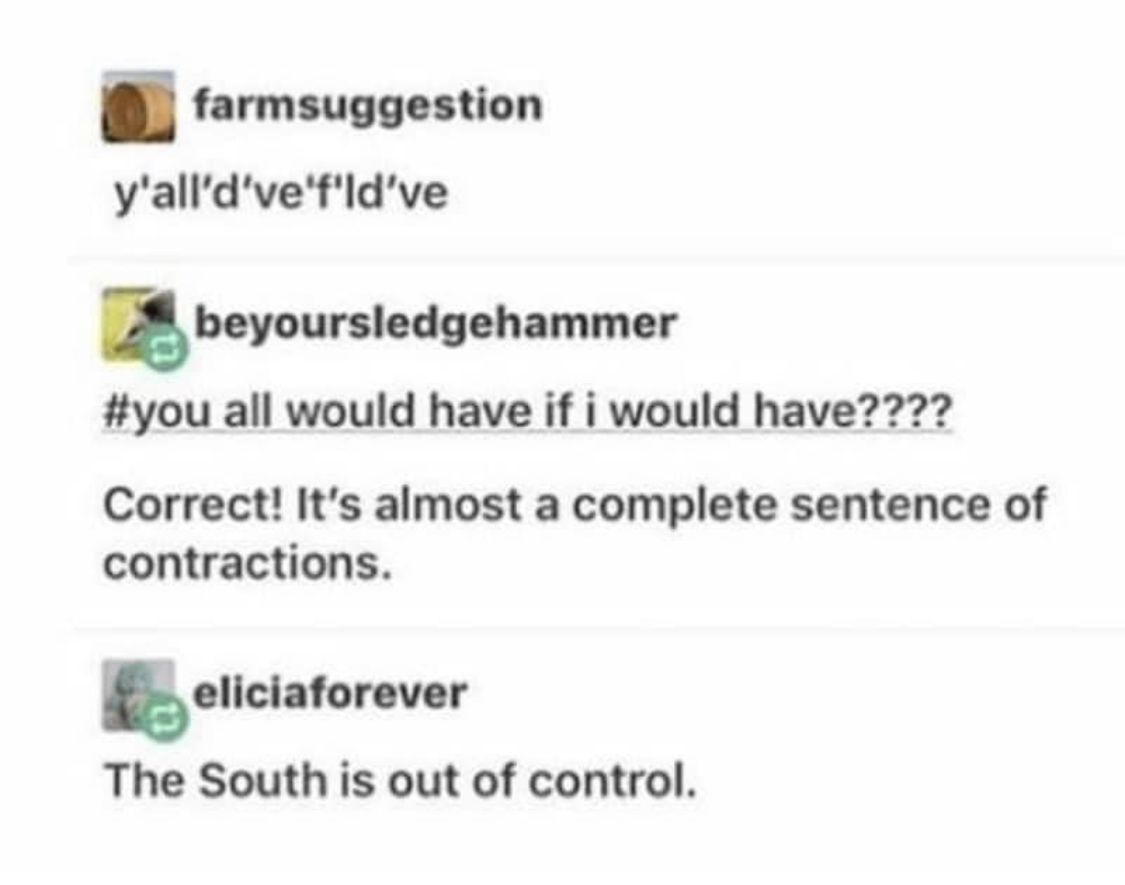 farmsuggestion
y'all’d’ve'f'ld’ve
beyoursledgehammer
#you all would have if i would have????
Correct! It’s almost a complete sentence of
contractions.
eliciaforever
The South is out of control.